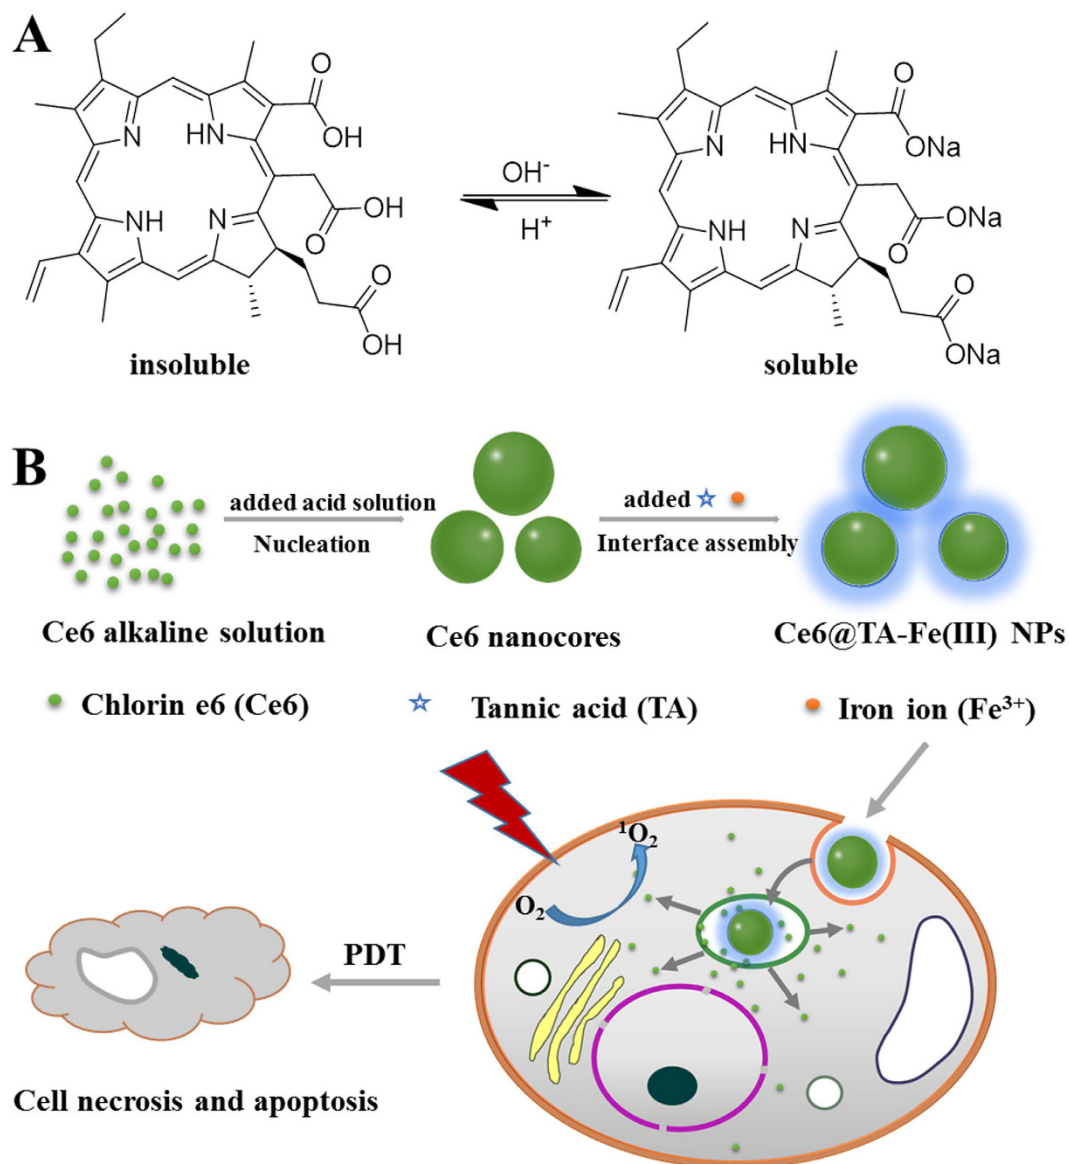 A
N
HN
O
OH
NH
N
OH
O
O
OH
insoluble
OH⁻
H⁺
N
HN
O
ONa
NH
N
ONa
O
O
ONa
soluble
B
added acid solution
Nucleation
added
Interface assembly
Ce6 alkaline solution
Ce6 nanocores
Ce6@TA-Fe(III) NPs
Chlorin e6 (Ce6)
Tannic acid (TA)
Iron ion (Fe³⁺)
¹O₂
O₂
PDT
Cell necrosis and apoptosis